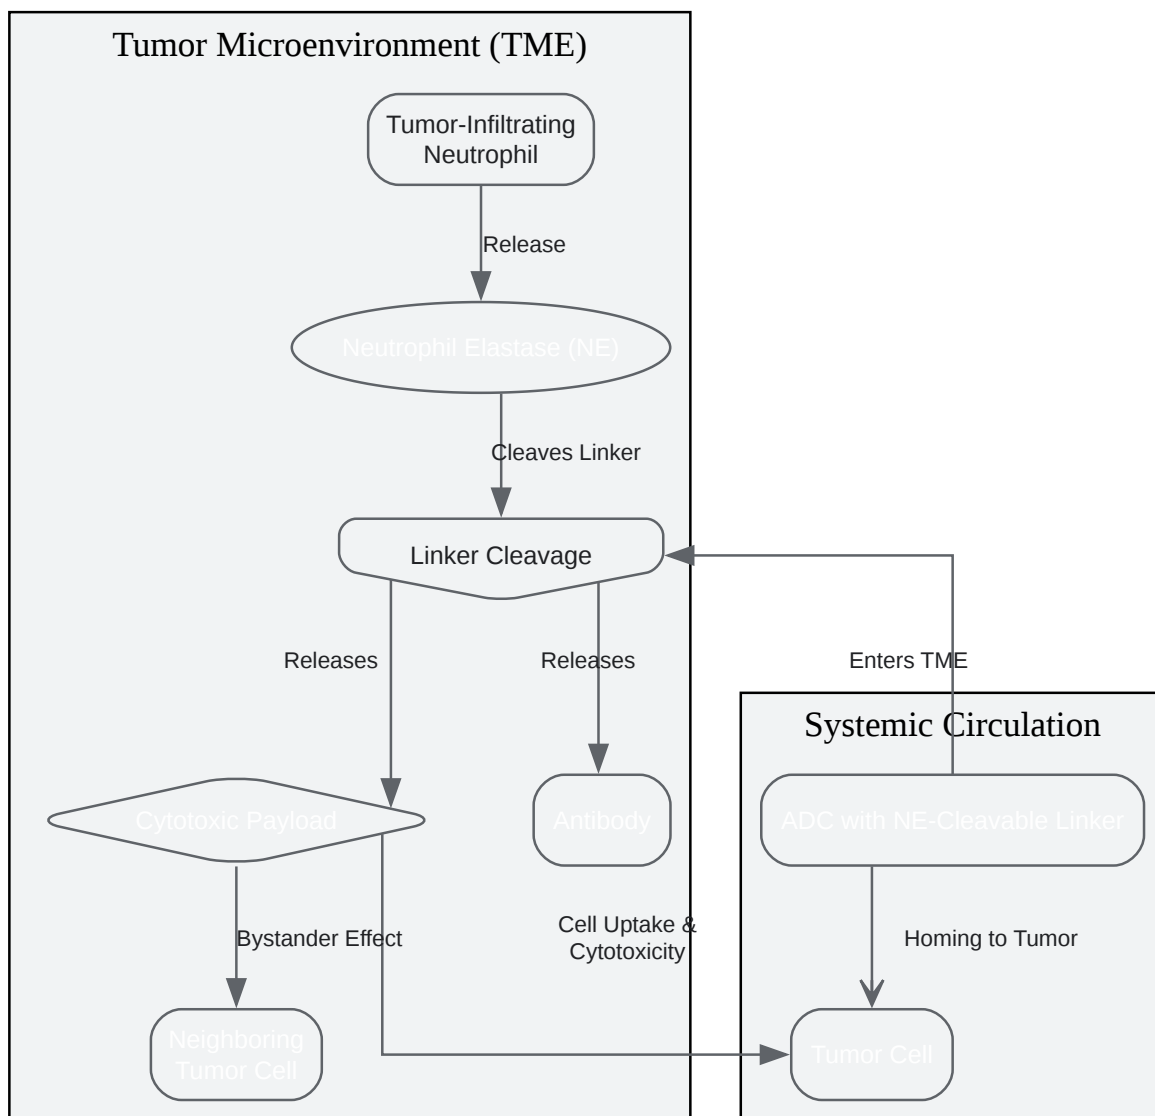 Tumor Microenvironment (TME)
Tumor-Infiltrating
Neutrophil
Release
Neutrophil Elastase (NE)
Cleaves Linker
Linker Cleavage
Releases
Releases
Enters TME
Systemic Circulation
Cytotoxic Payload
Antibody
ADC with NE-Cleavable Linker
Bystander Effect
Cell Uptake &
Cytotoxicity
Homing to Tumor
Neighboring
Tumor Cell
Tumor Cell